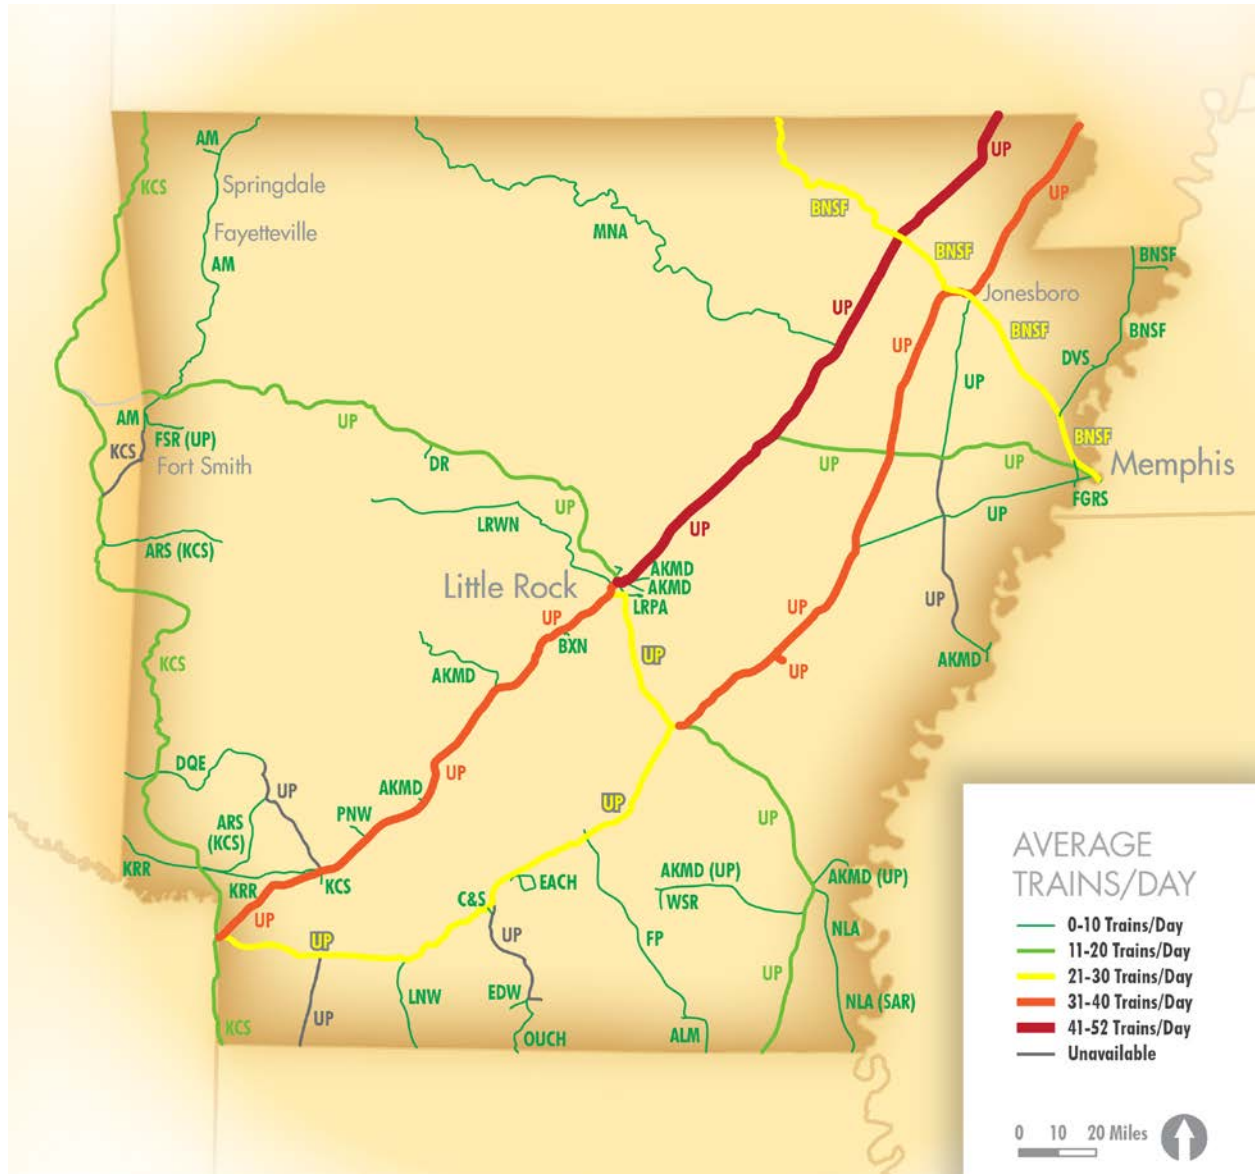 AM
UP
KCS
Springdale
UP
BNSF
MNA
Fayetteville
BNSF
BNSF
AM
Jonesboro
UP
BNSF
BNSF
UP
DVS
UP
AM
UP
FSR (UP)
BNSF
KCS
Fort Smith
DR
UP
UP
Memphis
FGRS
UP
LRWN
UP
UP
ARS (KCS)
AKMD
Little Rock
AKMD
LRPA
UP
UP
UP
BXN
UP
AKMD
KCS
AKMD
UP
DQE
UP
UP
AKMD
UP
PNW
UP
ARS
(KCS)
KRR
KRR
KCS
AKMD (UP)
AKMD (UP)
EACH
C&S
WSR
UP
UP
UP
FP
NLA
UP
LNW
EDW
NLA (SAR)
UP
KCS
OUCH
ALM
AVERAGE
TRAINS/DAY
0-10 Trains/Day
11-20 Trains/Day
21-30 Trains/Day
31-40 Trains/Day
41-52 Trains/Day
Unavailable
0 10 20 Miles